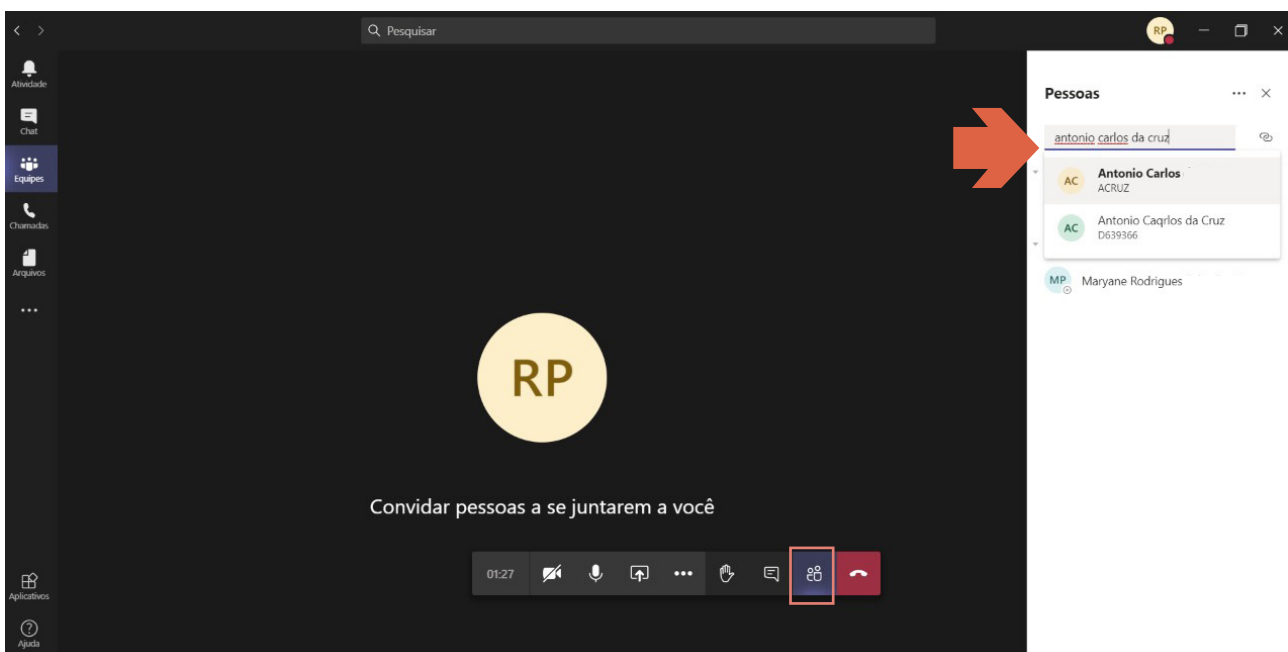 Pesquisar
RP
Atividade
Chat
Equipes
Chamadas
Arquivos
Aplicativos
Ajuda
RP
Convidar pessoas a se juntarem a você
01:27
Pessoas
antonio carlos da cruz
AC Antonio Carlos
ACRUZ
AC Antonio Caqrlos da Cruz
D639366
MP Maryane Rodrigues